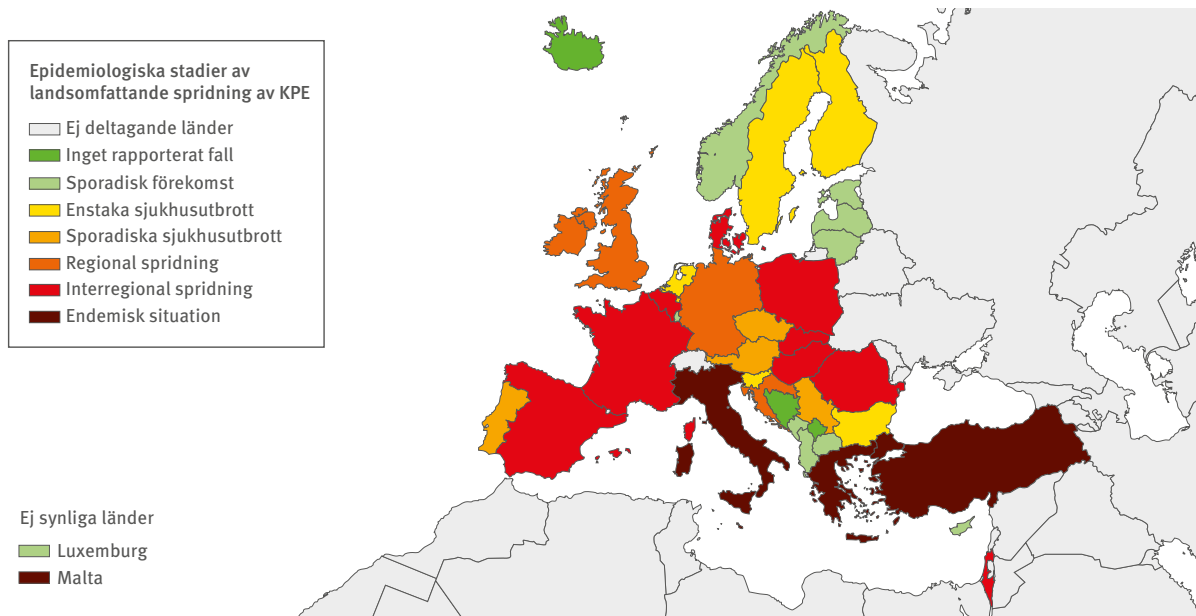 Epidemiologiska stadier av
landsomfattande spridning av KPE
Ej deltagande länder
Inget rapporterat fall
Sporadisk förekomst
Enstaka sjukhusutbrott
Sporadiska sjukhusutbrott
Regional spridning
Interregional spridning
Endemisk situation
Ej synliga länder
Luxemburg
Malta